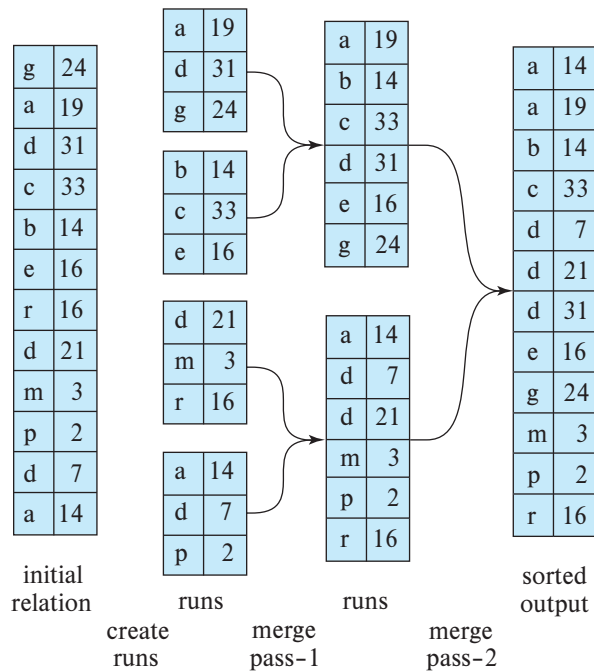 g 24
a 19
d 31
c 33
b 14
e 16
r 16
d 21
m 3
p 2
d 7
a 14
initial
relation
a 19
d 31
g 24
b 14
c 33
e 16
d 21
m 3
r 16
a 14
d 7
p 2
runs
a 19
b 14
c 33
d 31
e 16
g 24
a 14
d 7
d 21
m 3
p 2
r 16
runs
a 14
a 19
b 14
c 33
d 7
d 21
d 31
e 16
g 24
m 3
p 2
r 16
sorted
output
create
runs
merge
pass–1
merge
pass–2